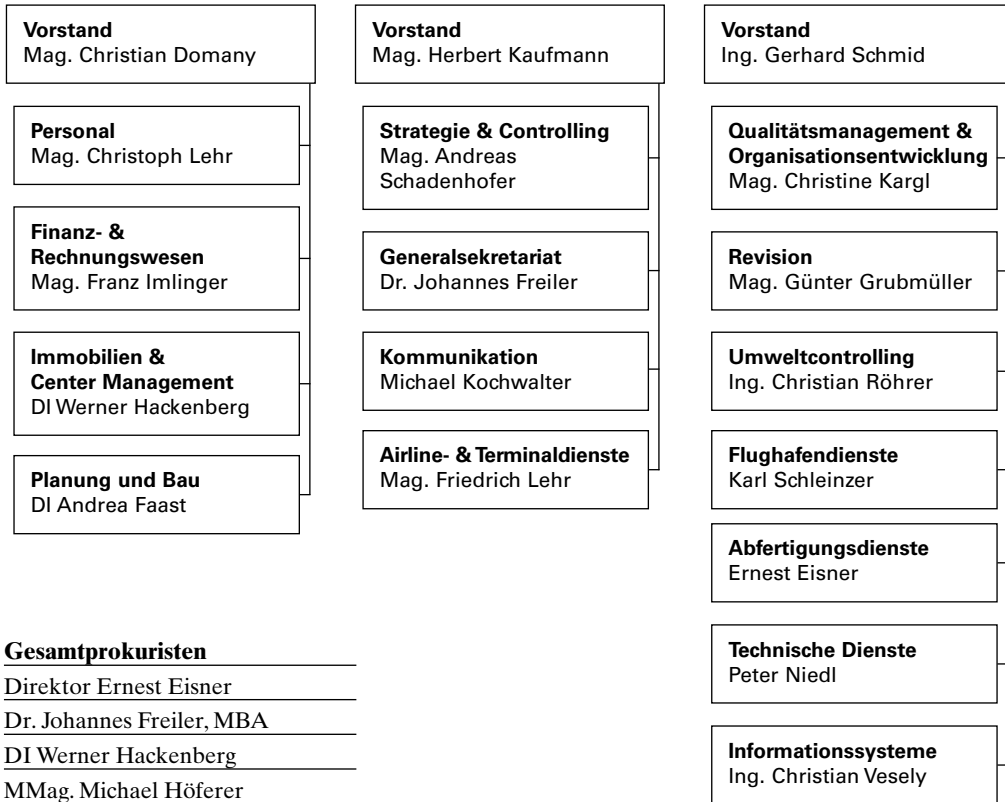 Vorstand
Mag. Christian Domany
Personal
Mag. Christoph Lehr
Finanz- &
Rechnungswesen
Mag. Franz Imlinger
Immobilien &
Center Management
DI Werner Hackenberg
Planung und Bau
DI Andrea Faast
Vorstand
Mag. Herbert Kaufmann
Strategie & Controlling
Mag. Andreas
Schadenhofer
Generalsekretariat
Dr. Johannes Freiler
Kommunikation
Michael Kochwalter
Airline- & Terminaldienste
Mag. Friedrich Lehr
Vorstand
Ing. Gerhard Schmid
Qualitätsmanagement &
Organisationsentwicklung
Mag. Christine Kargl
Revision
Mag. Günter Grubmüller
Umweltcontrolling
Ing. Christian Röhrer
Flughafendienste
Karl Schleinzer
Abfertigungsdienste
Ernest Eisner
Technische Dienste
Peter Niedl
Informationssysteme
Ing. Christian Vesely
Gesamtprokuristen
Direktor Ernest Eisner
Dr. Johannes Freiler, MBA
DI Werner Hackenberg
MMag. Michael Höferer